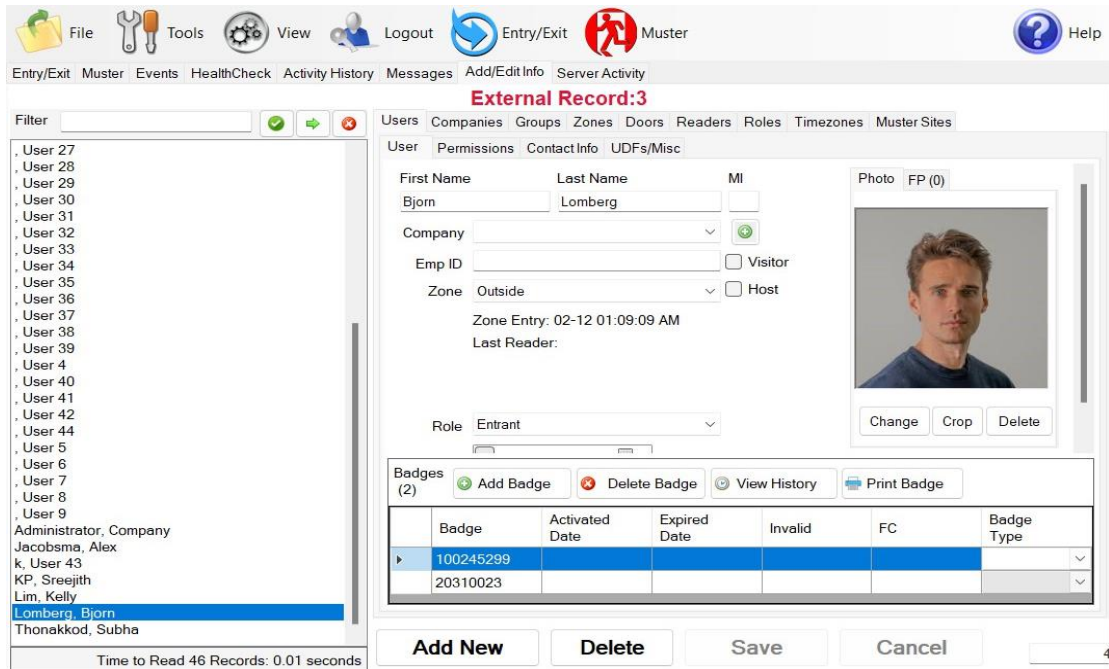 File Tools View Logout Entry/Exit Muster Help
Entry/Exit Muster Events HealthCheck Activity History Messages Add/Edit Info Server Activity
External Record:3
Filter
, User 27
, User 28
, User 29
, User 30
, User 31
, User 32
, User 33
, User 34
, User 35
, User 36
, User 37
, User 38
, User 39
, User 4
, User 40
, User 41
, User 42
, User 44
, User 5
, User 6
, User 7
, User 8
, User 9
Administrator, Company
Jacobsma, Alex
k, User 43
KP, Sreejith
Lim, Kelly
Lomberg, Bjorn
Thonakkod, Subha
Time to Read 46 Records: 0.01 seconds
Users Companies Groups Zones Doors Readers Roles Timezones Muster Sites
User Permissions Contact Info UDFs/Misc
First Name Last Name MI
Bjorn Lomberg
Company
Emp ID Visitor
Zone Outside Host
Zone Entry: 02-12 01:09:09 AM
Last Reader:
Role Entrant
Photo FP (0)
Change Crop Delete
Badges (2) Add Badge Delete Badge View History Print Badge
Badge Activated Date Expired Date Invalid FC Badge Type
100245299
20310023
Add New Delete Save Cancel 4